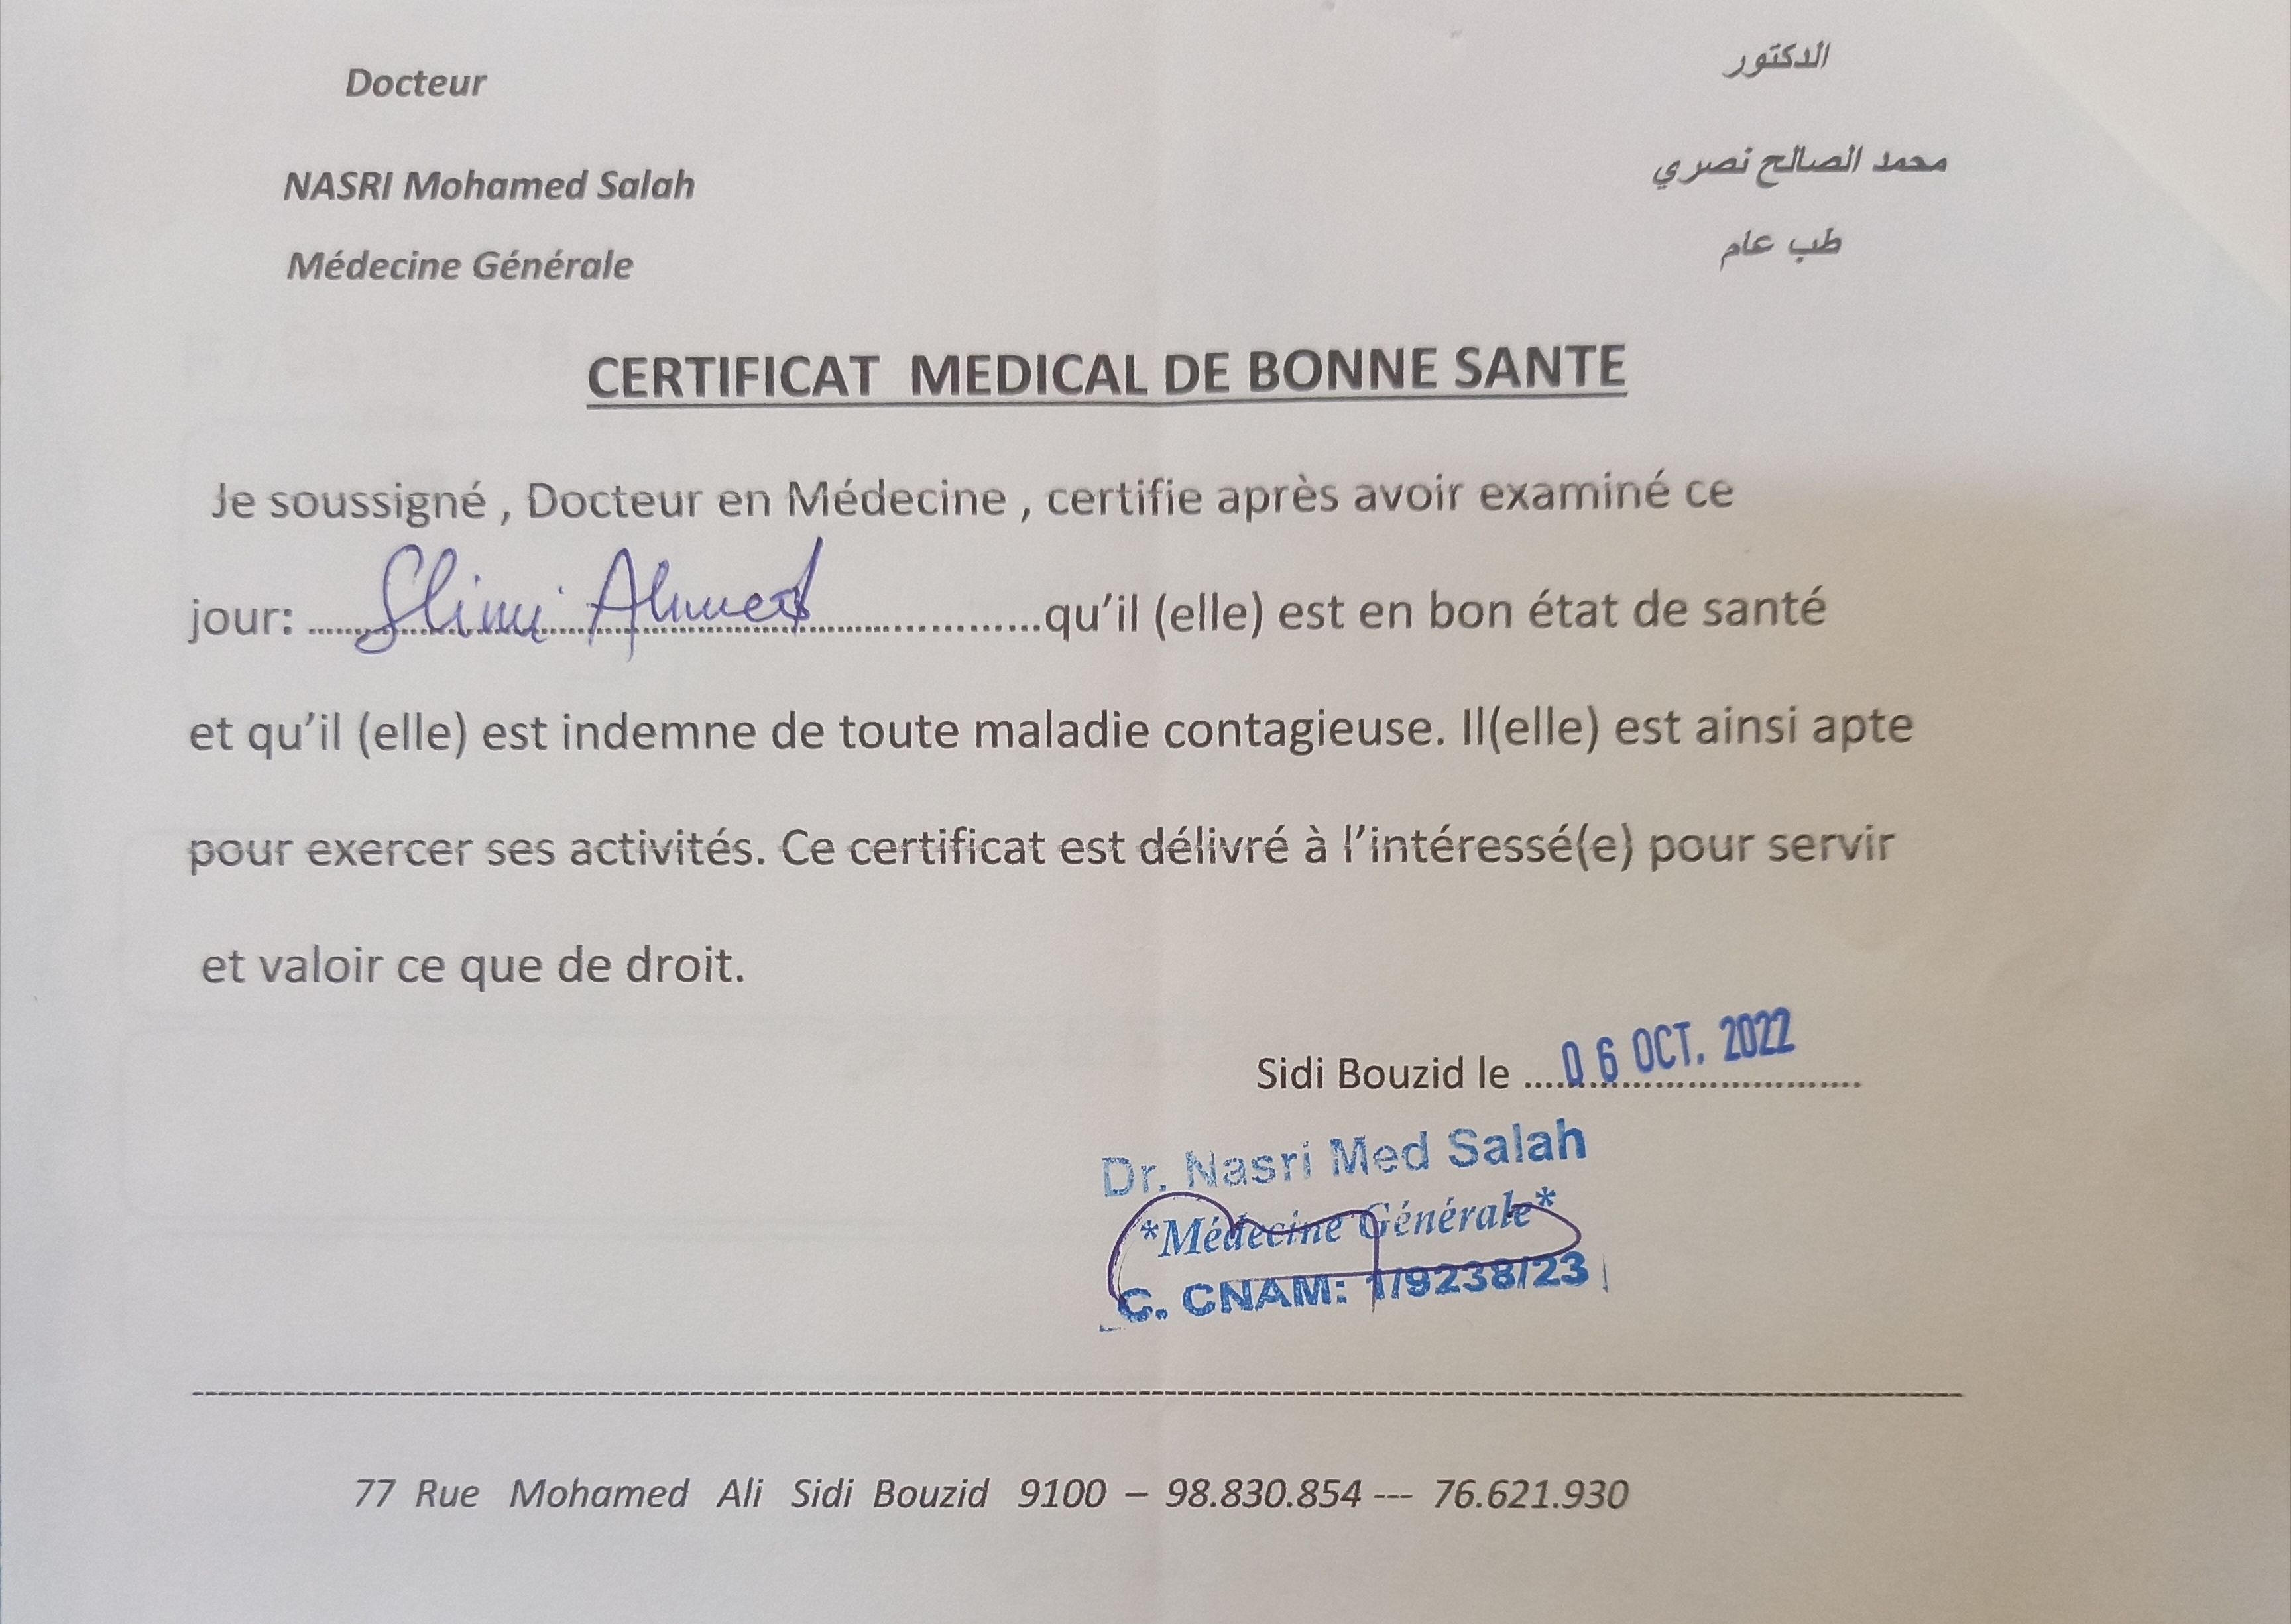 Docteur
الدكتور
NASRI Mohamed Salah
محمد الصالح نصري
Médecine Générale
طب عام
CERTIFICAT MEDICAL DE BONNE SANTE
Je soussigné , Docteur en Médecine , certifie après avoir examiné ce
jour: ......Slimi Ahmed..............................qu’il (elle) est en bon état de santé
et qu’il (elle) est indemne de toute maladie contagieuse. Il(elle) est ainsi apte
pour exercer ses activités. Ce certificat est délivré à l’intéressé(e) pour servir
et valoir ce que de droit.
Sidi Bouzid le ....06 OCT. 2022......
Dr. Nasri Med Salah
*Médecine Générale*
C. CNAM: 1/9238/23
77 Rue Mohamed Ali Sidi Bouzid 9100 – 98.830.854 --- 76.621.930